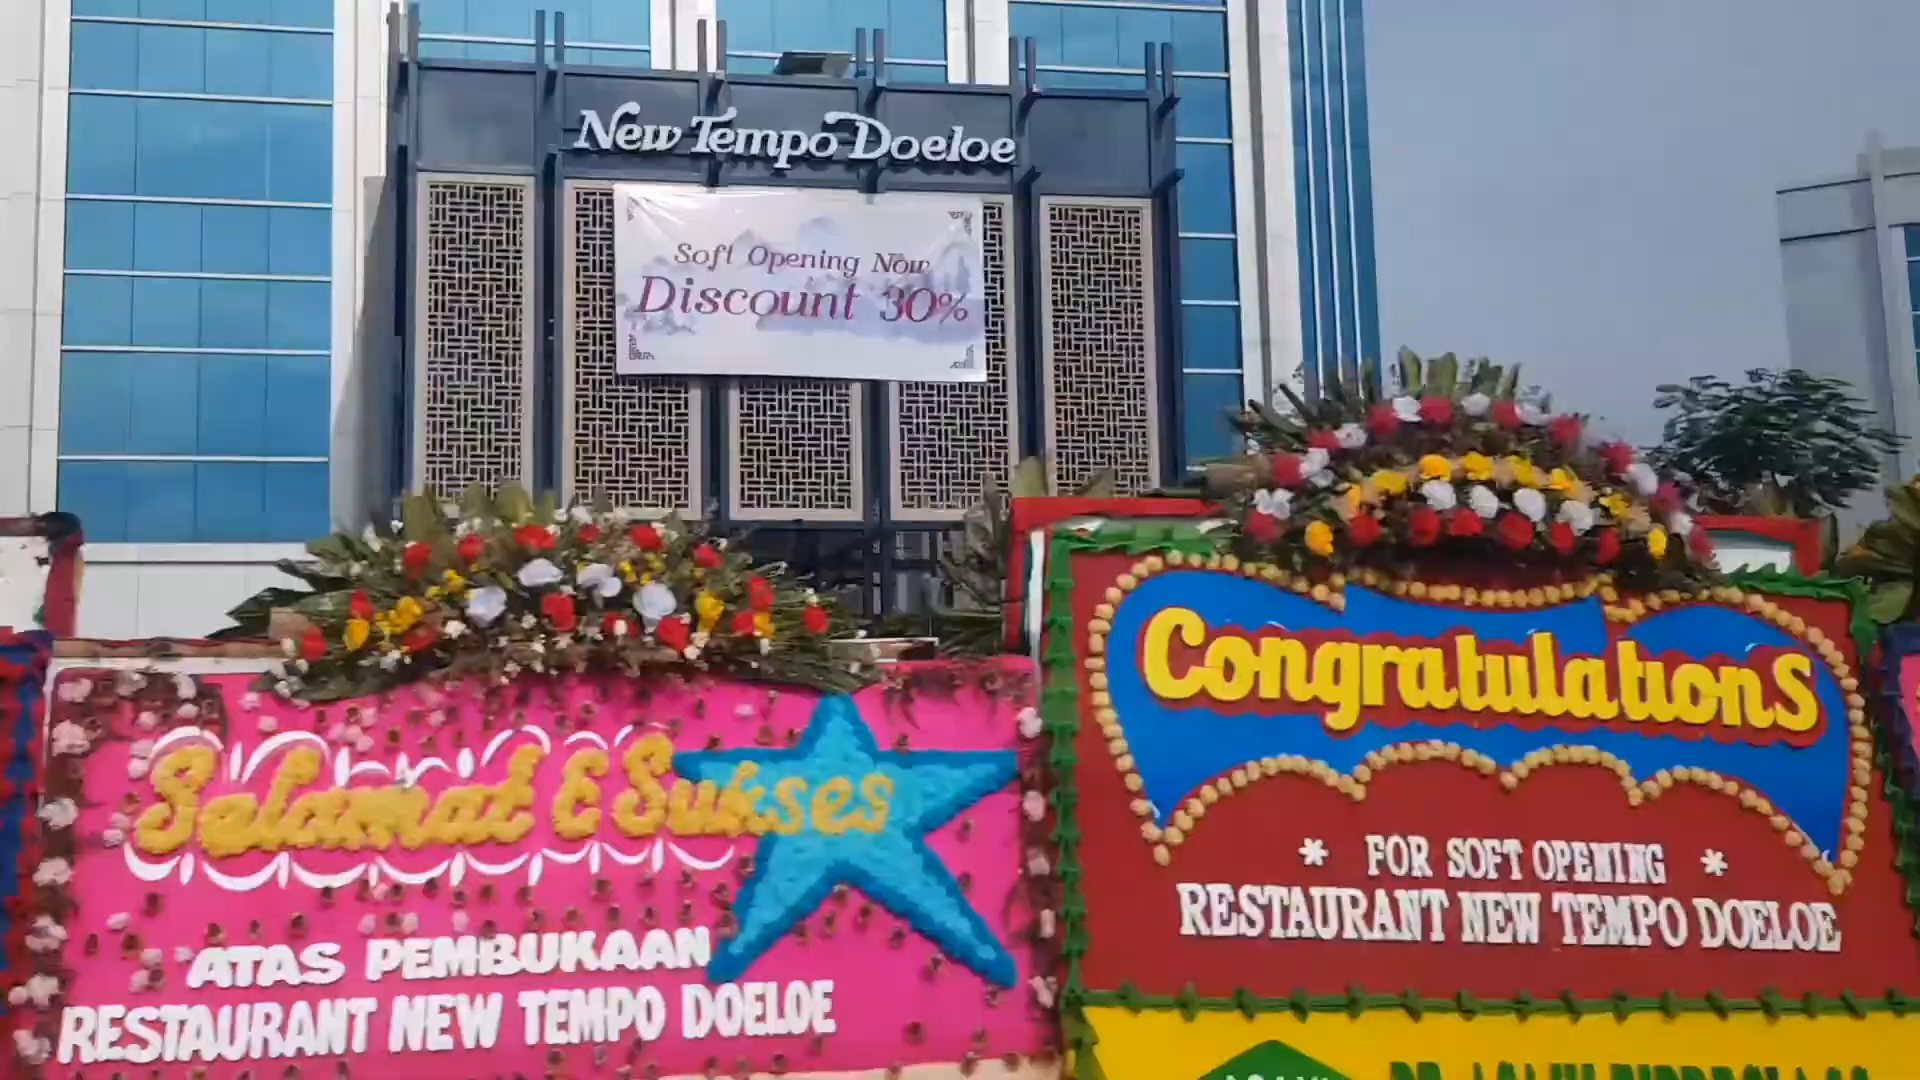 New Tempo Doeloe
Soft Opening Now
Discount 30%
Selamat & Sukses
ATAS PEMBUKAAN
RESTAURANT NEW TEMPO DOELOE
Congratulations
* FOR SOFT OPENING *
RESTAURANT NEW TEMPO DOELOE